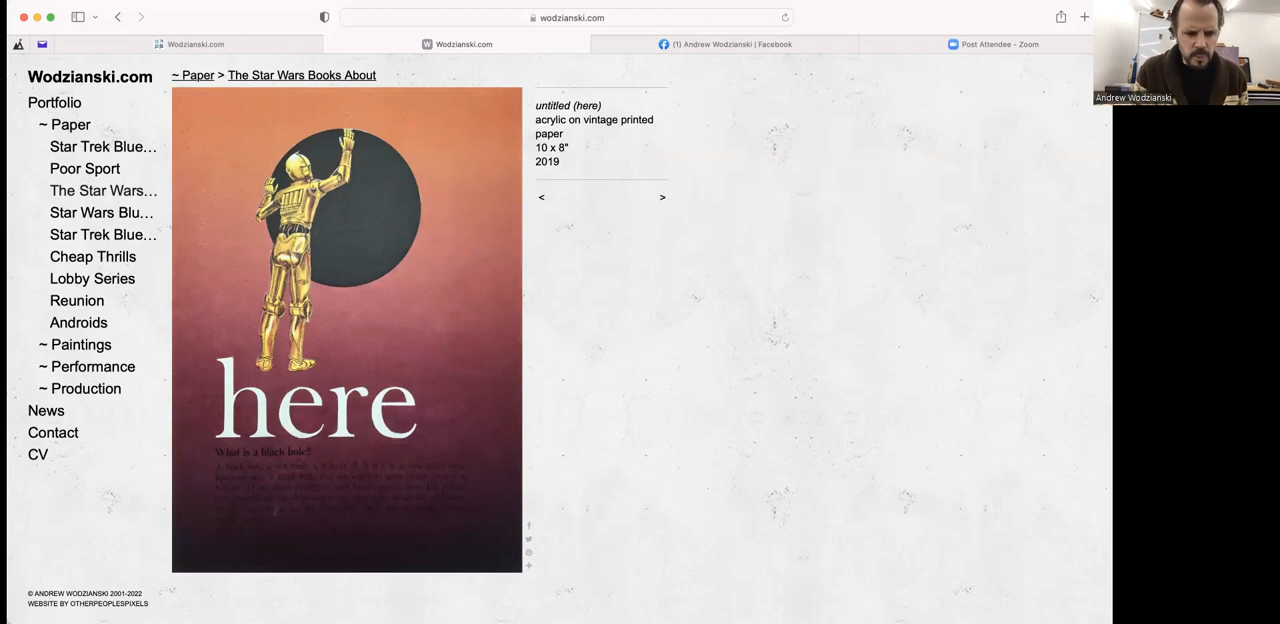 wodzianski.com
Wodzianski.com
W Wodzianski.com
(1) Andrew Wodzianski | Facebook
Post Attendee - Zoom
Andrew Wodzianski
Wodzianski.com
Portfolio
~ Paper
Star Trek Blue…
Poor Sport
The Star Wars…
Star Wars Blu…
Star Trek Blue…
Cheap Thrills
Lobby Series
Reunion
Androids
~ Paintings
~ Performance
~ Production
News
Contact
CV
© ANDREW WODZIANSKI 2001-2022
WEBSITE BY OTHERPEOPLESPIXELS
~ Paper > The Star Wars Books About
here
What is a black hole?
untitled (here)
acrylic on vintage printed
paper
10 x 8"
2019
< >